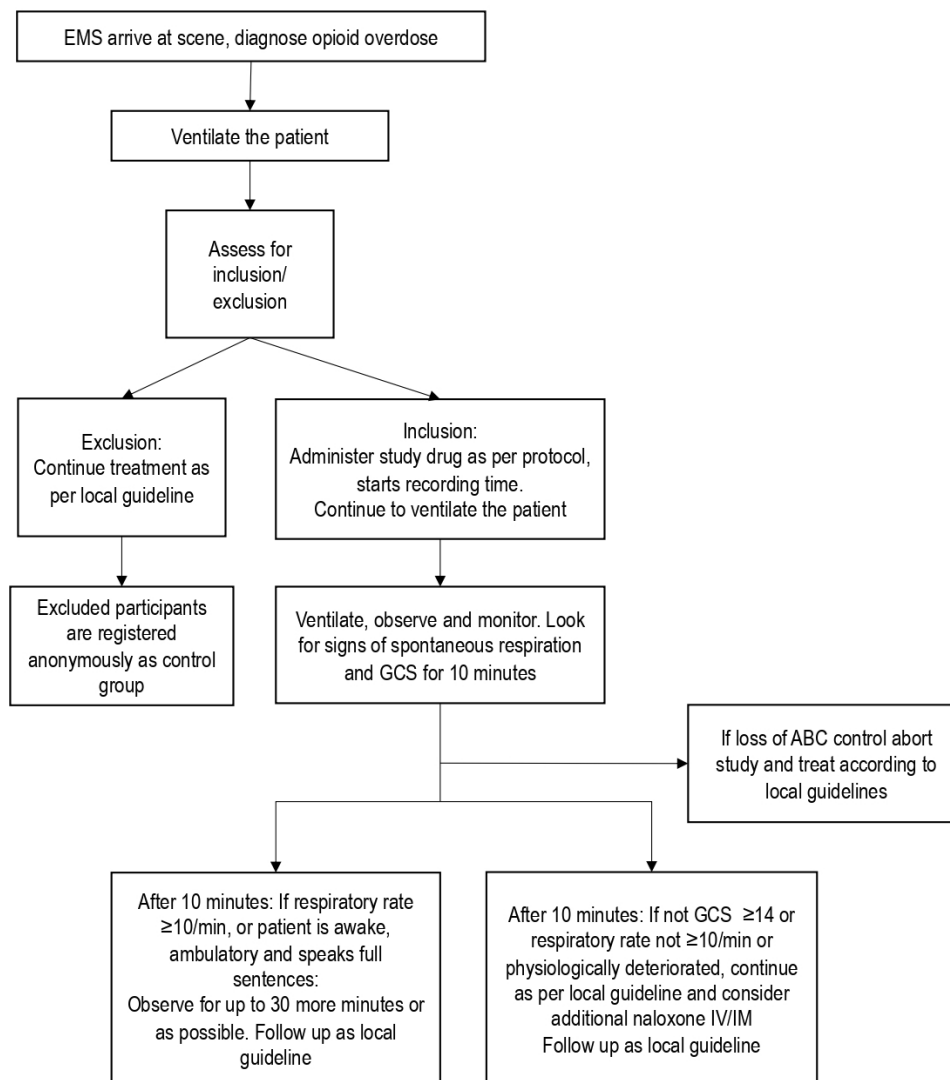 EMS arrive at scene, diagnose opioid overdose
Ventilate the patient
Assess for
inclusion/
exclusion
Exclusion:
Continue treatment as
per local guideline
Inclusion:
Administer study drug as per protocol,
starts recording time.
Continue to ventilate the patient
Excluded participants
are registered
anonymously as control
group
Ventilate, observe and monitor. Look
for signs of spontaneous respiration
and GCS for 10 minutes
If loss of ABC control abort
study and treat according to
local guidelines
After 10 minutes: If respiratory rate
≥10/min, or patient is awake,
ambulatory and speaks full
sentences:
Observe for up to 30 more minutes or
as possible. Follow up as local
guideline
After 10 minutes: If not GCS ≥14 or
respiratory rate not ≥10/min or
physiologically deteriorated, continue
as per local guideline and consider
additional naloxone IV/IM
Follow up as local guideline